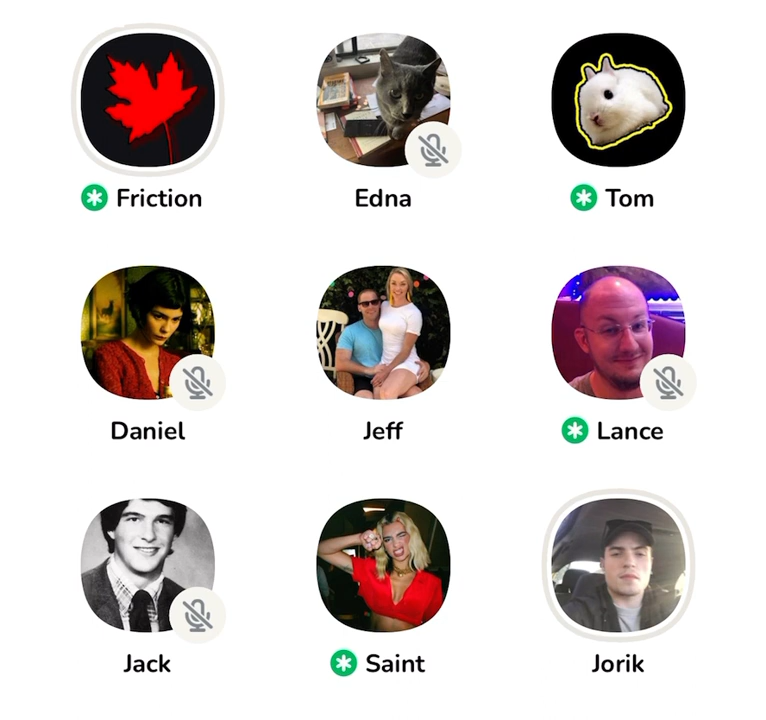 Friction
Edna
Tom
Daniel
Jeff
Lance
Jack
Saint
Jorik